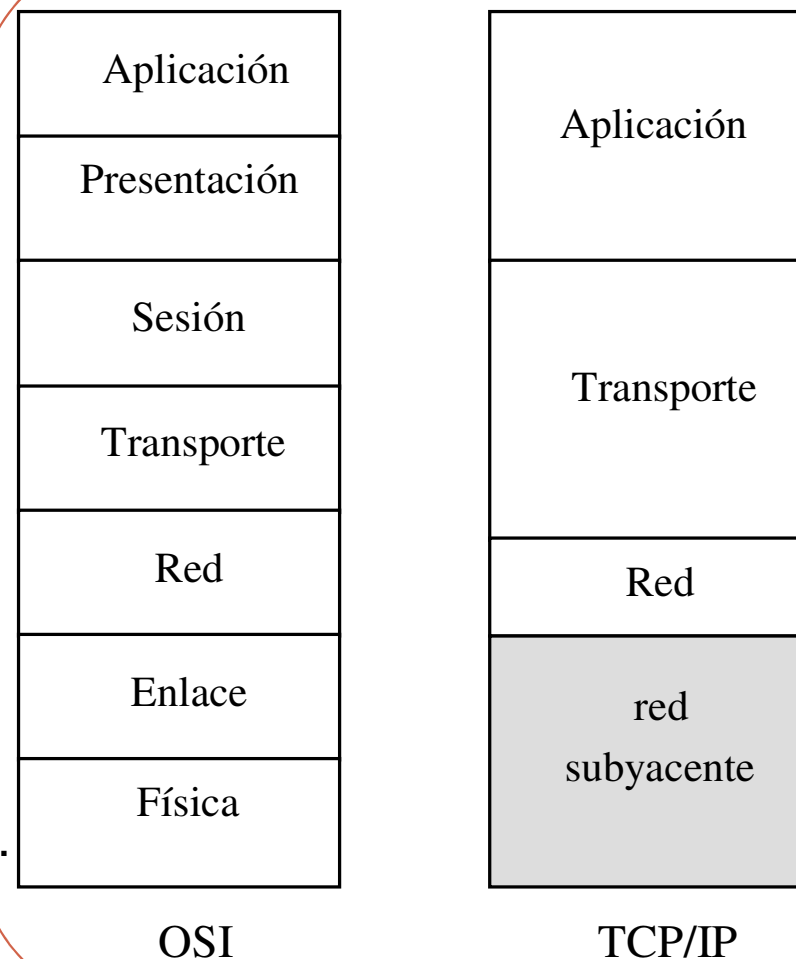 Aplicación
Presentación
Sesión
Transporte
Red
Enlace
Física
.
OSI
Aplicación
Transporte
Red
red
subyacente
TCP/IP